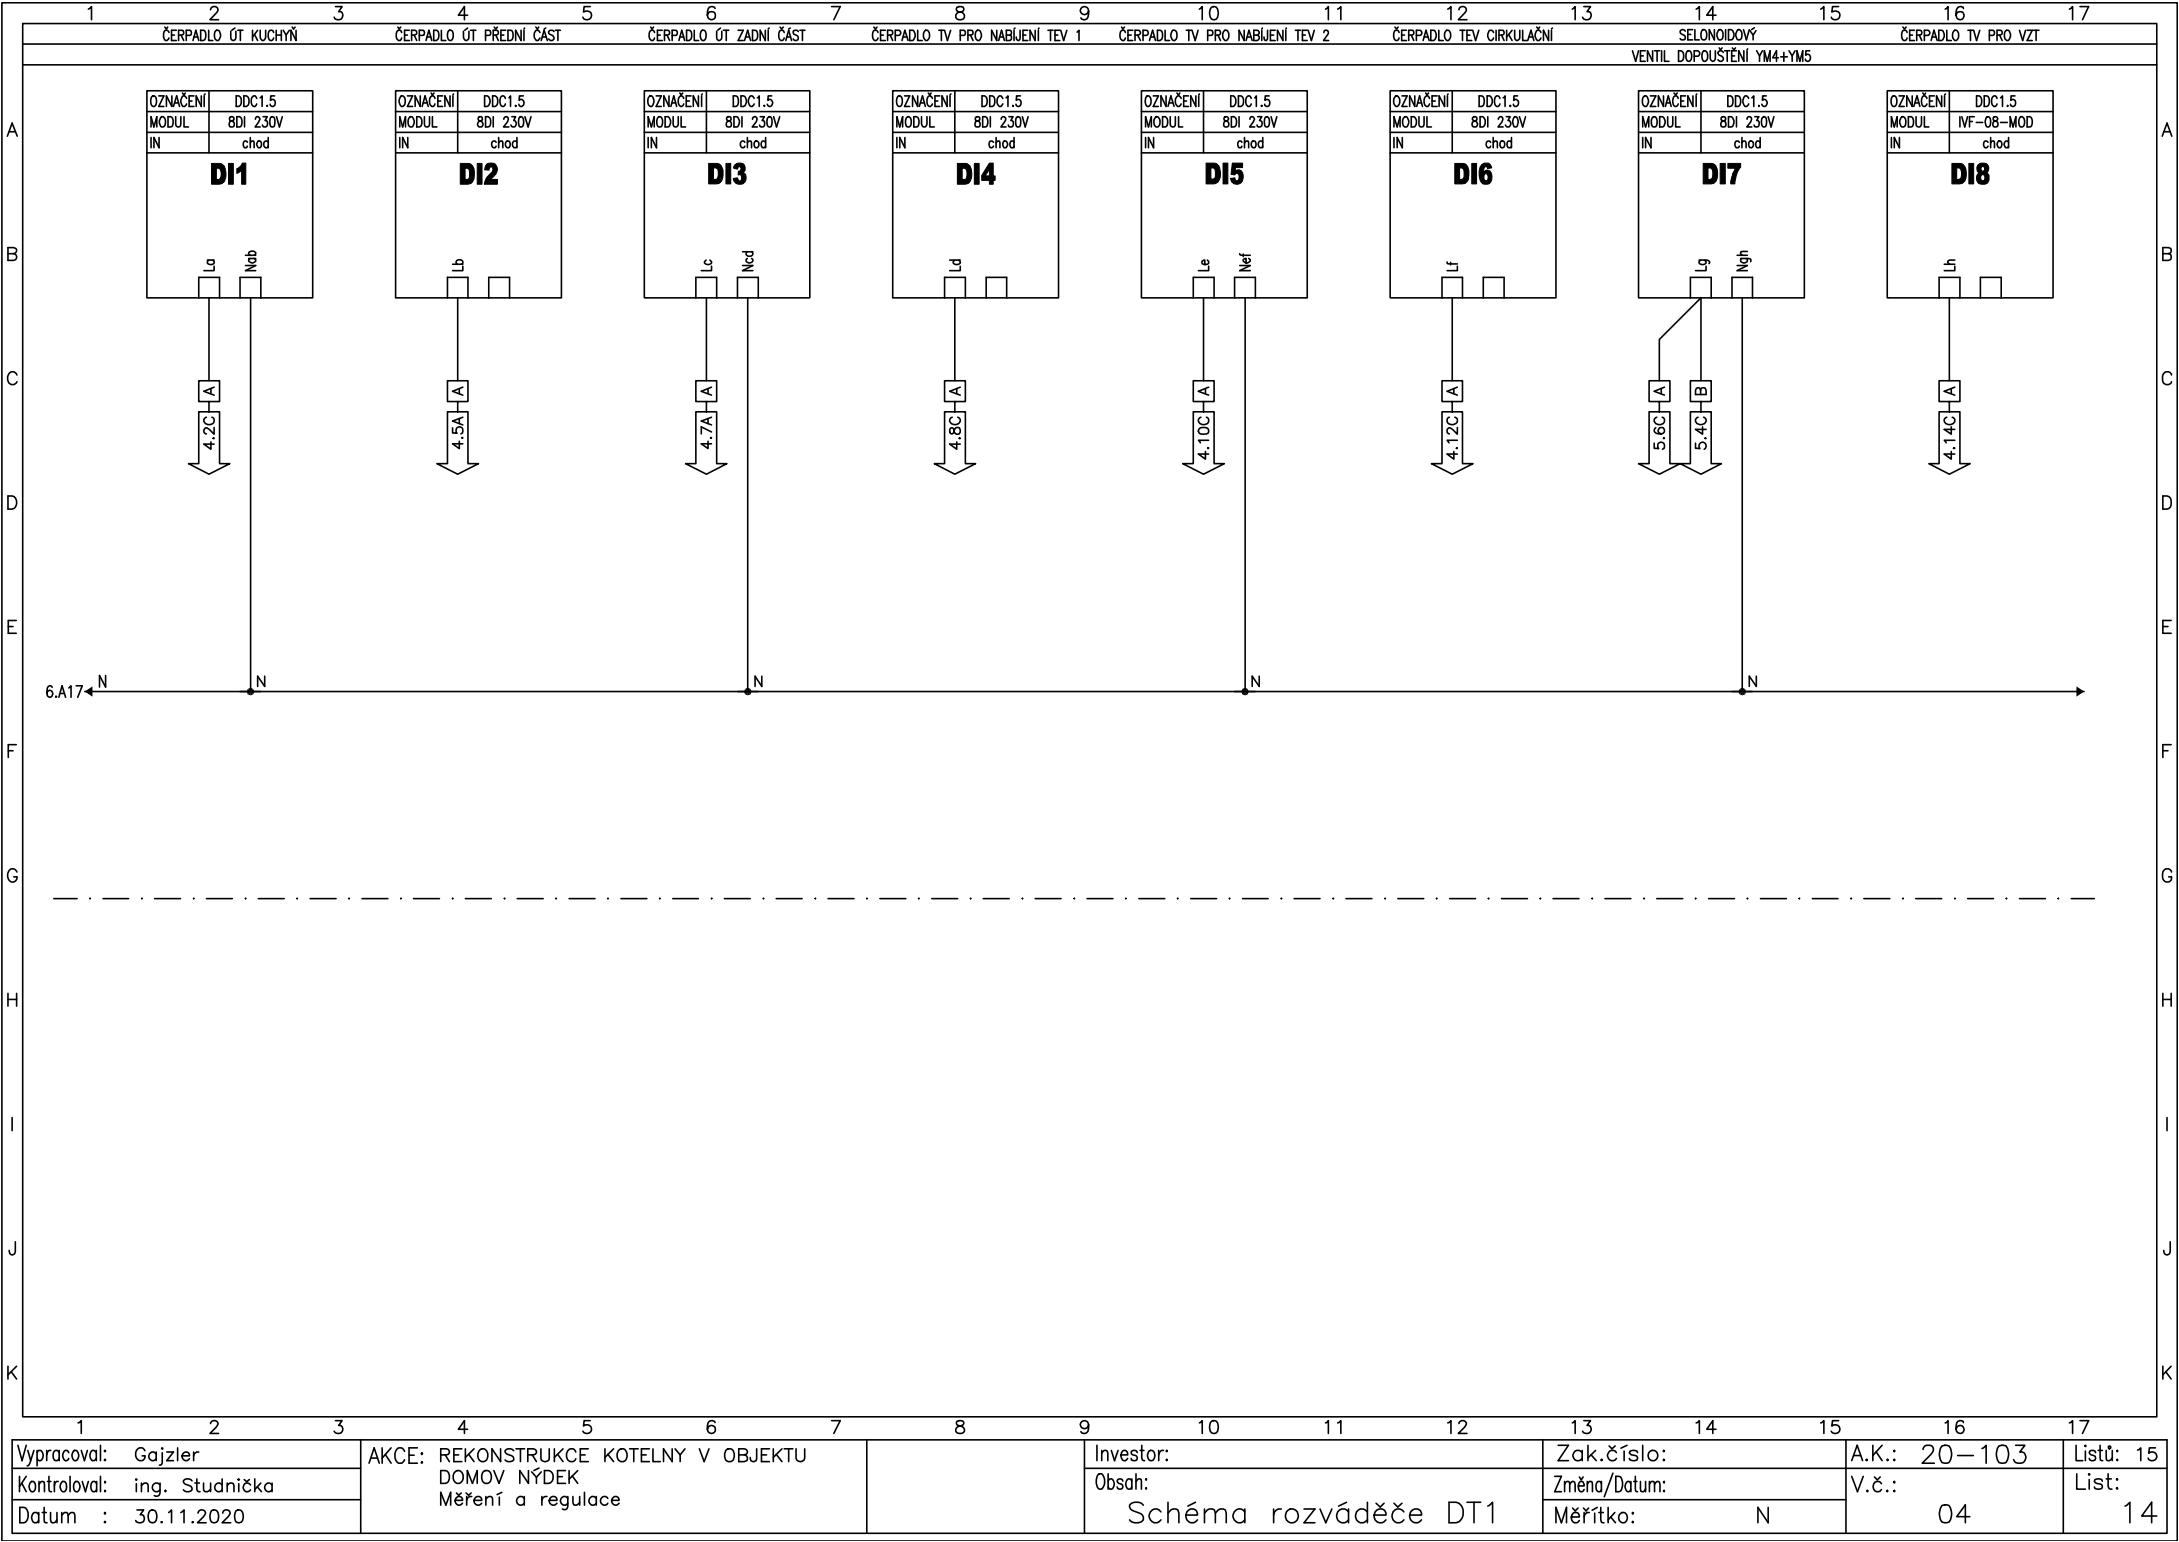 1 2 3 4 5 6 7 8 9 10 11 12 13 14 15 16 17
ČERPADLO ÚT KUCHYŇ ČERPADLO ÚT PŘEDNÍ ČÁST ČERPADLO ÚT ZADNÍ ČÁST ČERPADLO TV PRO NABÍJENÍ TEV 1 ČERPADLO TV PRO NABÍJENÍ TEV 2 ČERPADLO TEV CIRKULAČNÍ SELONOIDOVÝ ČERPADLO TV PRO VZT
VENTIL DOPOUŠTĚNÍ YM4+YM5
OZNAČENÍ DDC1.5 OZNAČENÍ DDC1.5 OZNAČENÍ DDC1.5 OZNAČENÍ DDC1.5 OZNAČENÍ DDC1.5 OZNAČENÍ DDC1.5 OZNAČENÍ DDC1.5 OZNAČENÍ DDC1.5
A MODUL 8DI 230V MODUL 8DI 230V MODUL 8DI 230V MODUL 8DI 230V MODUL 8DI 230V MODUL 8DI 230V MODUL 8DI 230V MODUL IVF-08-MOD A
IN chod IN chod IN chod IN chod IN chod IN chod IN chod IN chod
DI1 DI2 DI3 DI4 DI5 DI6 DI7 DI8
B La Nab Lb Lc Ncd Ld Le Nef Lf Lg Ngh Lh B
C A A A A A A A B A C
4.2C 4.5A 4.7A 4.8C 4.10C 4.12C 5.6C 5.4C 4.14C
D D
E E
6.A17 N N N N N
F F
G G
H H
I I
J J
K K
1 2 3 4 5 6 7 8 9 10 11 12 13 14 15 16 17
Vypracoval: Gajzler
Kontroloval: ing. Studnička
Datum : 30.11.2020
AKCE: REKONSTRUKCE KOTELNY V OBJEKTU
DOMOV NÝDEK
Měření a regulace
Investor:
Obsah:
Schéma rozváděče DT1
Zak.číslo:
Změna/Datum:
Měřítko: N
A.K.: 20-103
V.č.:
04
Listů: 15
List:
14